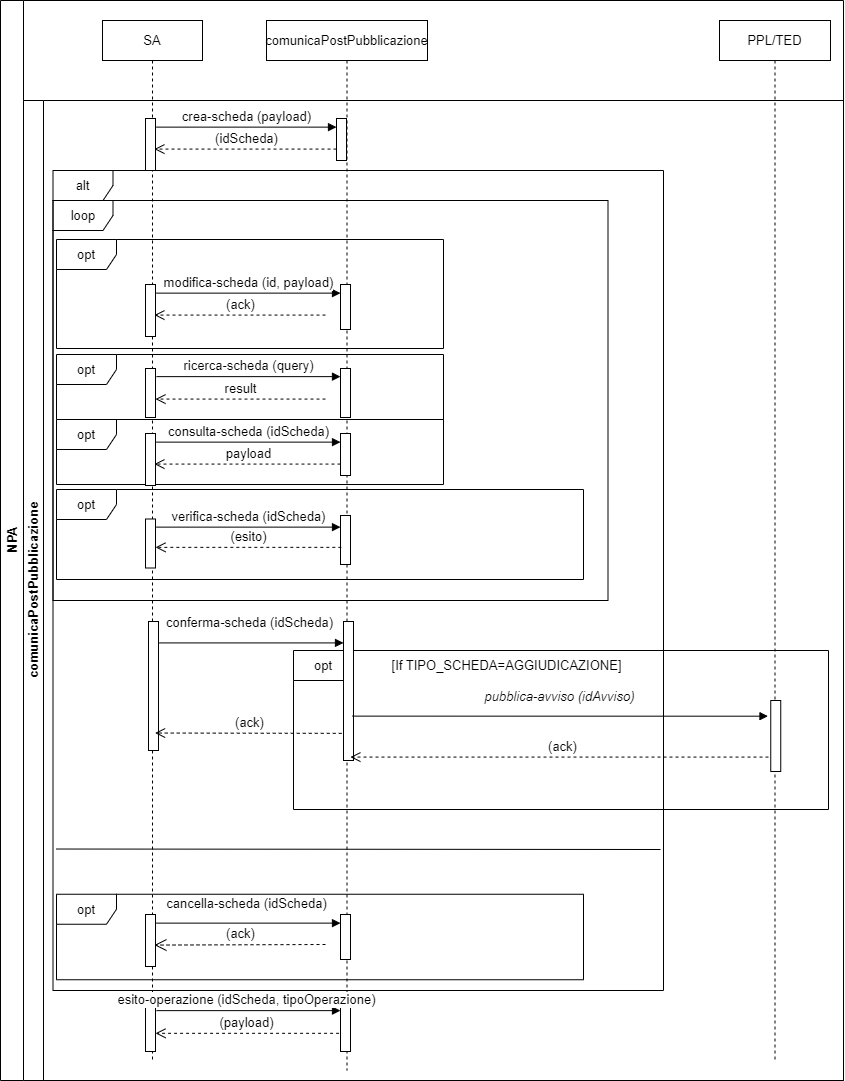 SA
comunicaPostPubblicazione
PPL/TED
NPA
comunicaPostPubblicazione
crea-scheda (payload)
(idScheda)
alt
loop
opt
modifica-scheda (id, payload)
(ack)
opt
ricerca-scheda (query)
result
opt
consulta-scheda (idScheda)
payload
opt
verifica-scheda (idScheda)
(esito)
conferma-scheda (idScheda)
opt
[If TIPO_SCHEDA=AGGIUDICAZIONE]
pubblica-avviso (idAvviso)
(ack)
(ack)
opt
cancella-scheda (idScheda)
(ack)
esito-operazione (idScheda, tipoOperazione)
(payload)